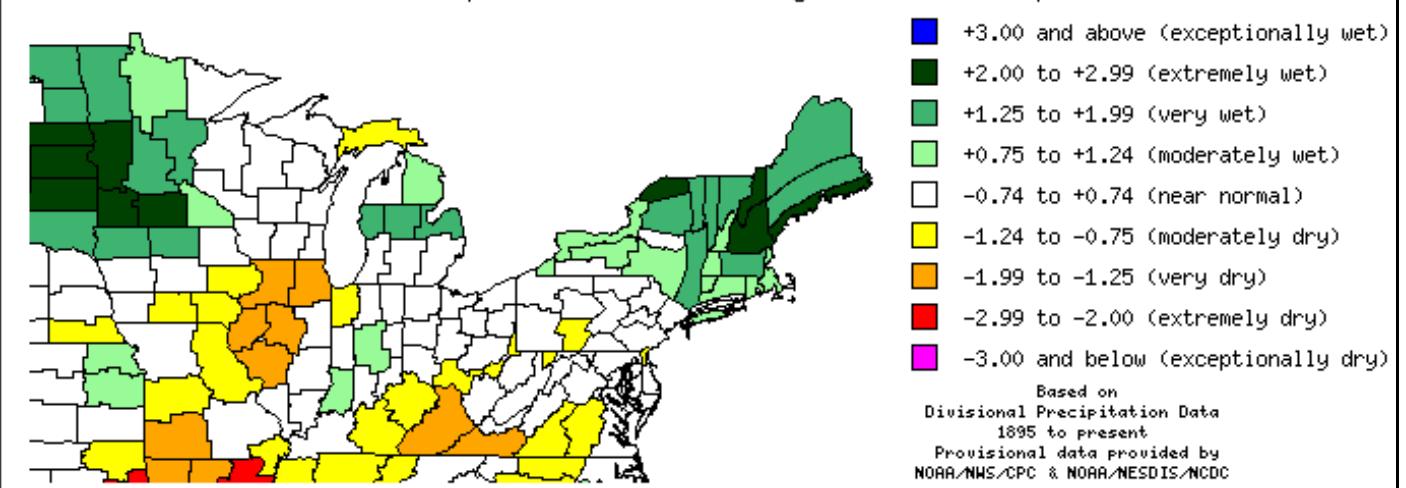 +3.00 and above (exceptionally wet)
+2.00 to +2.99 (extremely wet)
+1.25 to +1.99 (very wet)
+0.75 to +1.24 (moderately wet)
-0.74 to +0.74 (near normal)
-1.24 to -0.75 (moderately dry)
-1.99 to -1.25 (very dry)
-2.99 to -2.00 (extremely dry)
-3.00 and below (exceptionally dry)
Based on
Divisional Precipitation Data
1895 to present
Provisional data provided by
NOAA/NWS/CPC & NOAA/NESDIS/NCDC